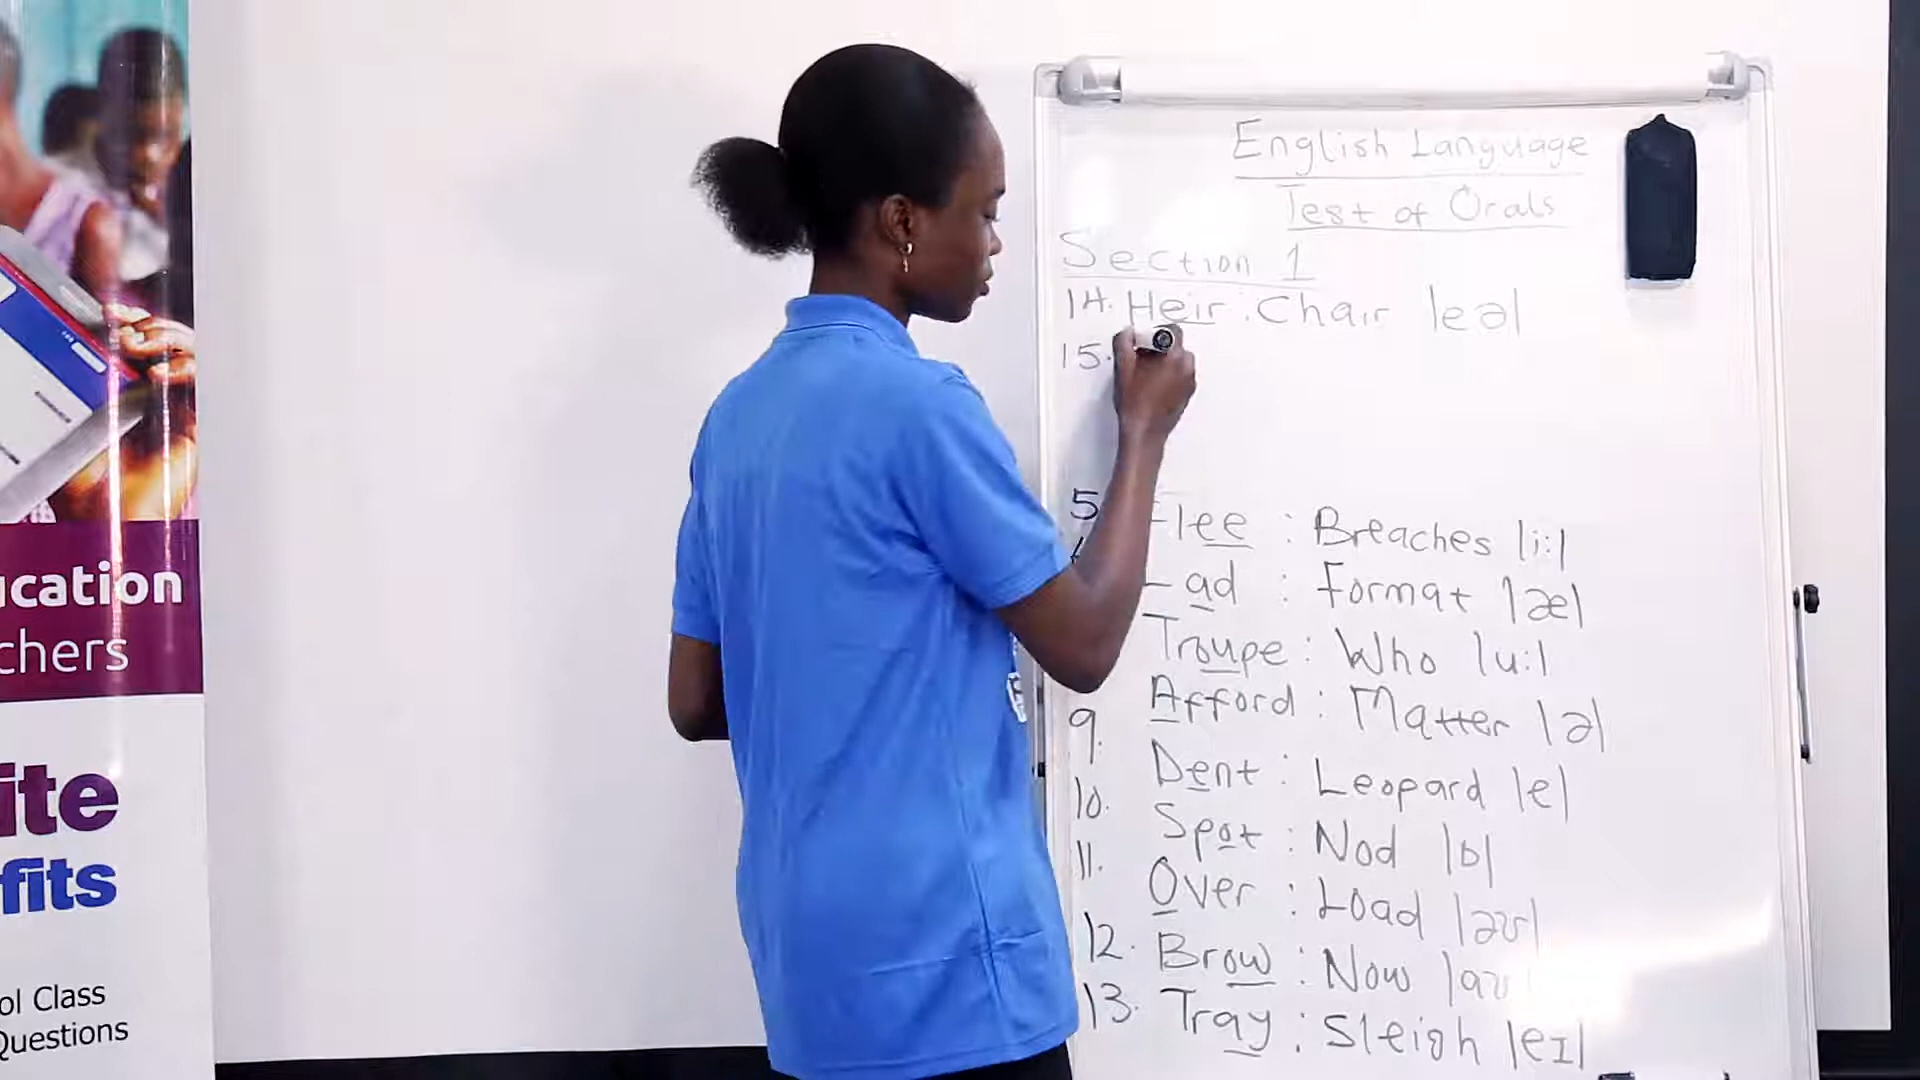 English Language
Test of Orals
Section 1
14. Heir : Chair |eə|
15.
5
Flee : Breaches |i:|
Lad : Format |æ|
Troupe : Who |u:|
9. Afford : Matter |ə|
10. Dent : Leopard |e|
11. Spot : Nod |ɒ|
Over : Load |əʊ|
12. Brow : Now |aʊ
13. Tray : Sleigh |eɪ|
ucation
chers
ite
fits
ol Class
Questions